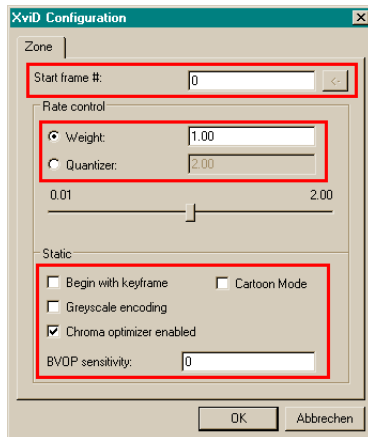 XviD Configuration
Zone
Start frame #: 0 <-
Rate control
Weight: 1.00
Quantizer: 2.00
0.01 2.00
Static
Begin with keyframe Cartoon Mode
Greyscale encoding
Chroma optimizer enabled
BVOP sensitivity: 0
OK Abbrechen